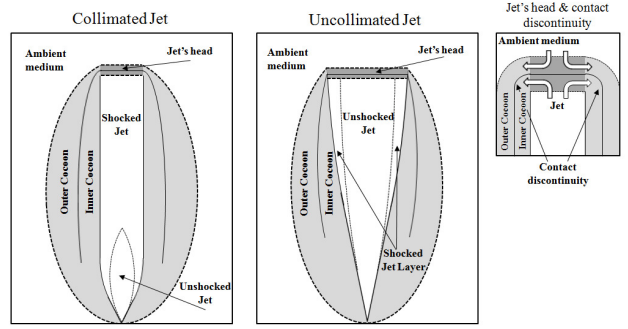 Collimated Jet
Ambient
medium
Jet's head
Shocked
Jet
Outer Cocoon
Inner Cocoon
Unshocked
Jet
Uncollimated Jet
Ambient
medium
Jet's head
Unshocked
Jet
Outer Cocoon
Inner Cocoon
Shocked
Jet Layer
Jet's head & contact
discontinuity
Ambient medium
Jet
Outer Cocoon
Inner Cocoon
Contact
discontinuity